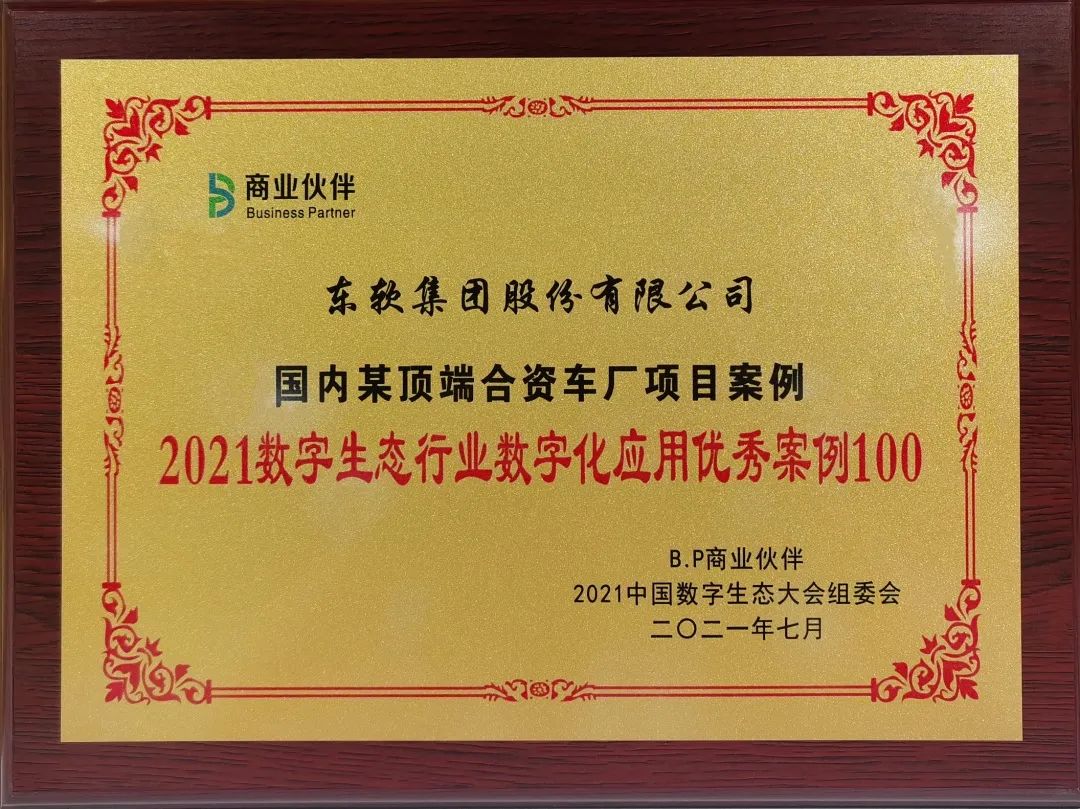 商业伙伴
Business Partner
东软集团股份有限公司
国内某顶端合资车厂项目案例
2021数字生态行业数字化应用优秀案例100
B.P商业伙伴
2021中国数字生态大会组委会
二〇二一年七月